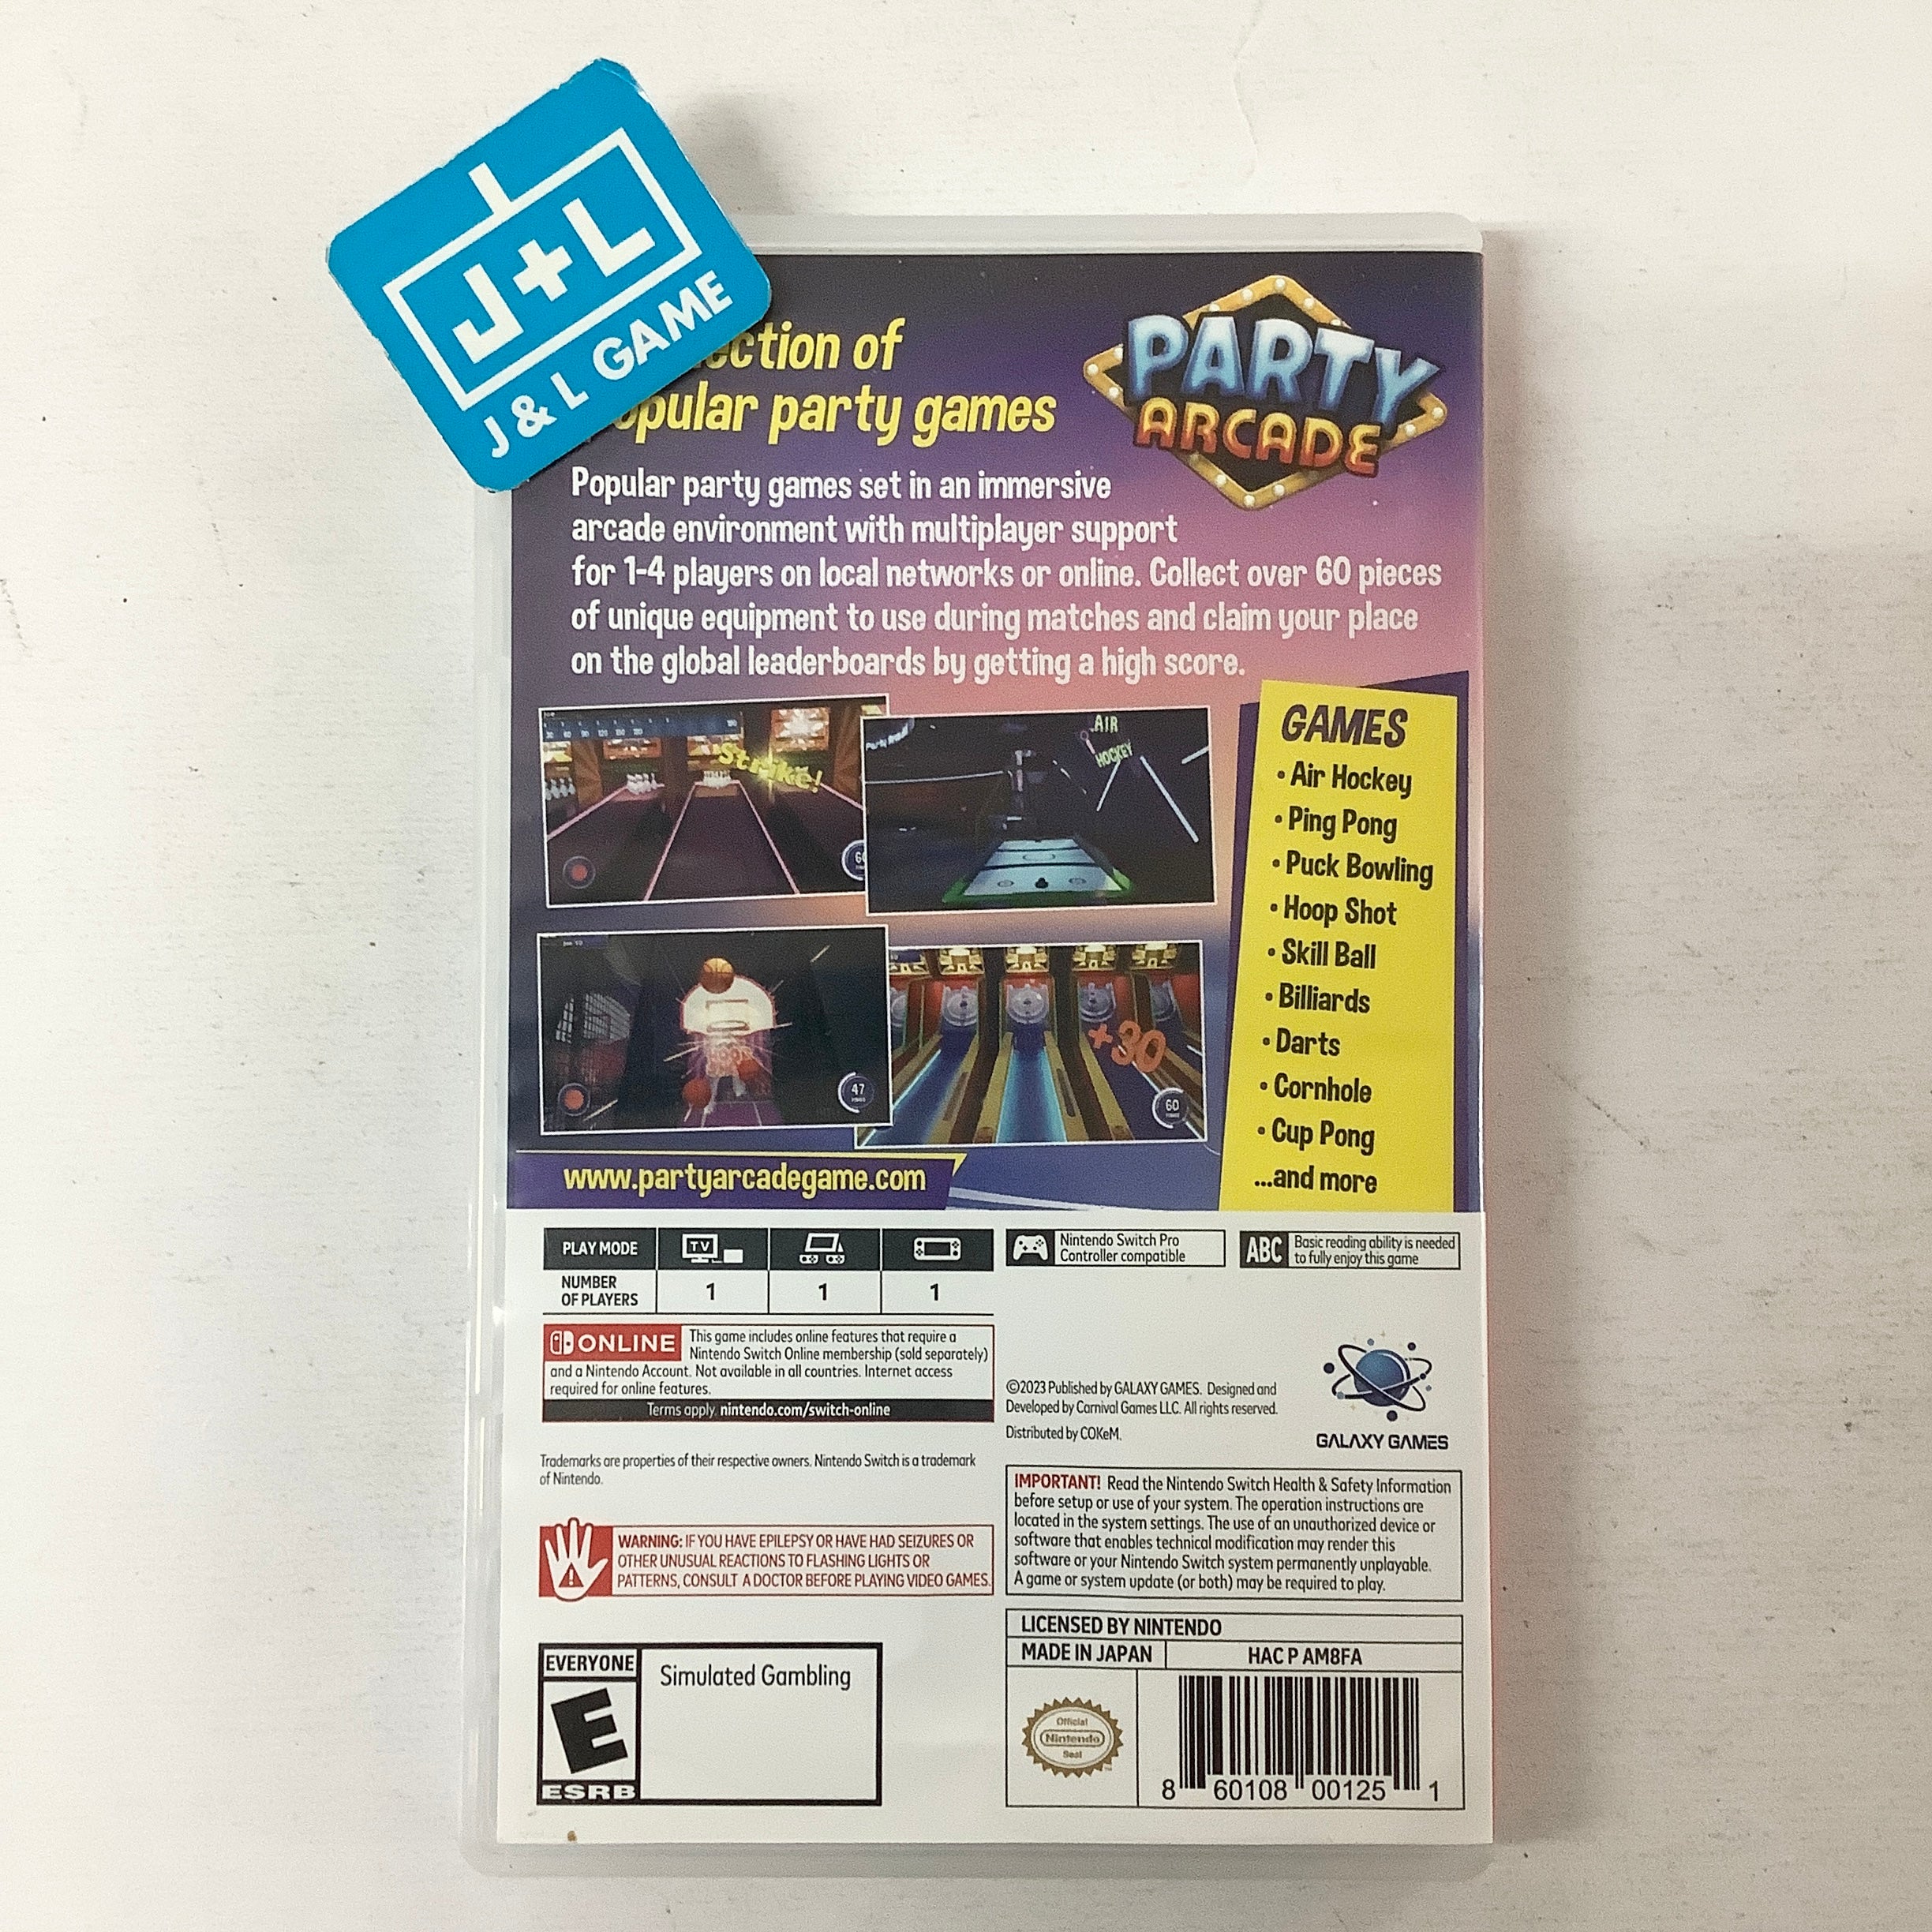 J+L
J & L GAME
popular party games
PARTY
ARCADE
Popular party games set in an immersive
arcade environment with multiplayer support
for 1-4 players on local networks or online. Collect over 60 pieces
of unique equipment to use during matches and claim your place
on the global leaderboards by getting a high score.
Strike!
AIR
HOCKEY
47
+30
60
GAMES
• Air Hockey
• Ping Pong
• Puck Bowling
• Hoop Shot
• Skill Ball
• Billiards
• Darts
• Cornhole
• Cup Pong
...and more
www.partyarcadegame.com
PLAY MODE
TV
NUMBER
OF PLAYERS
1 1 1
Nintendo Switch Pro
Controller compatible
ABC
Basic reading ability is needed
to fully enjoy this game
ONLINE
This game includes online features that require a
Nintendo Switch Online membership (sold separately)
and a Nintendo Account. Not available in all countries. Internet access
required for online features.
Terms apply. nintendo.com/switch-online
©2023 Published by GALAXY GAMES. Designed and
Developed by Carnival Games LLC. All rights reserved.
Distributed by COKeM.
GALAXY GAMES
Trademarks are properties of their respective owners. Nintendo Switch is a trademark
of Nintendo.
WARNING: IF YOU HAVE EPILEPSY OR HAVE HAD SEIZURES OR
OTHER UNUSUAL REACTIONS TO FLASHING LIGHTS OR
PATTERNS, CONSULT A DOCTOR BEFORE PLAYING VIDEO GAMES.
IMPORTANT! Read the Nintendo Switch Health & Safety Information
before setup or use of your system. The operation instructions are
located in the system settings. The use of an unauthorized device or
software that enables technical modification may render this
software or your Nintendo Switch system permanently unplayable.
A game or system update (or both) may be required to play.
EVERYONE
E
ESRB
Simulated Gambling
LICENSED BY NINTENDO
MADE IN JAPAN
HAC P AM8FA
Official
Nintendo
Seal
8 60108 00125 1